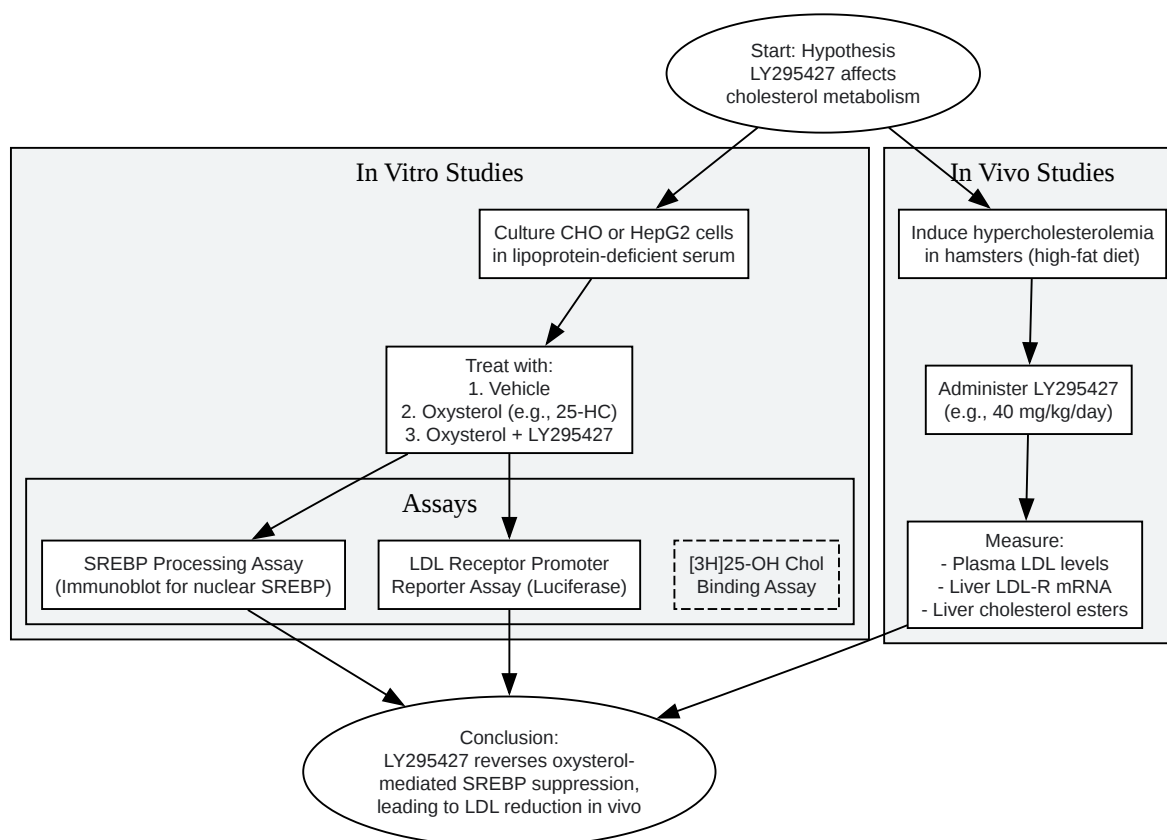 Start: Hypothesis
LY295427 affects
cholesterol metabolism
In Vitro Studies
Culture CHO or HepG2 cells
in lipoprotein-deficient serum
Treat with:
1. Vehicle
2. Oxysterol (e.g., 25-HC)
3. Oxysterol + LY295427
Assays
SREBP Processing Assay
(Immunoblot for nuclear SREBP)
LDL Receptor Promoter
Reporter Assay (Luciferase)
[3H]25-OH Chol
Binding Assay
In Vivo Studies
Induce hypercholesterolemia
in hamsters (high-fat diet)
Administer LY295427
(e.g., 40 mg/kg/day)
Measure:
- Plasma LDL levels
- Liver LDL-R mRNA
- Liver cholesterol esters
Conclusion:
LY295427 reverses oxysterol-
mediated SREBP suppression,
leading to LDL reduction in vivo